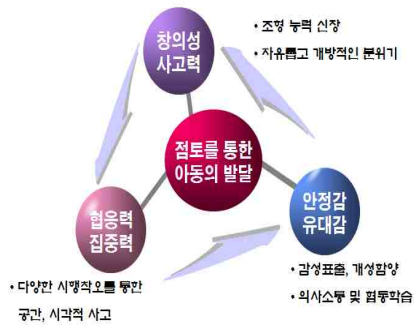 창의성
사고력
• 조형 능력 신장
• 자유롭고 개방적인 분위기
점토를 통한
아동의 발달
협응력
집중력
안정감
유대감
• 다양한 시행착오를 통한
공간, 시각적 사고
• 감성표출, 개성함양
• 의사소통 및 협동학습